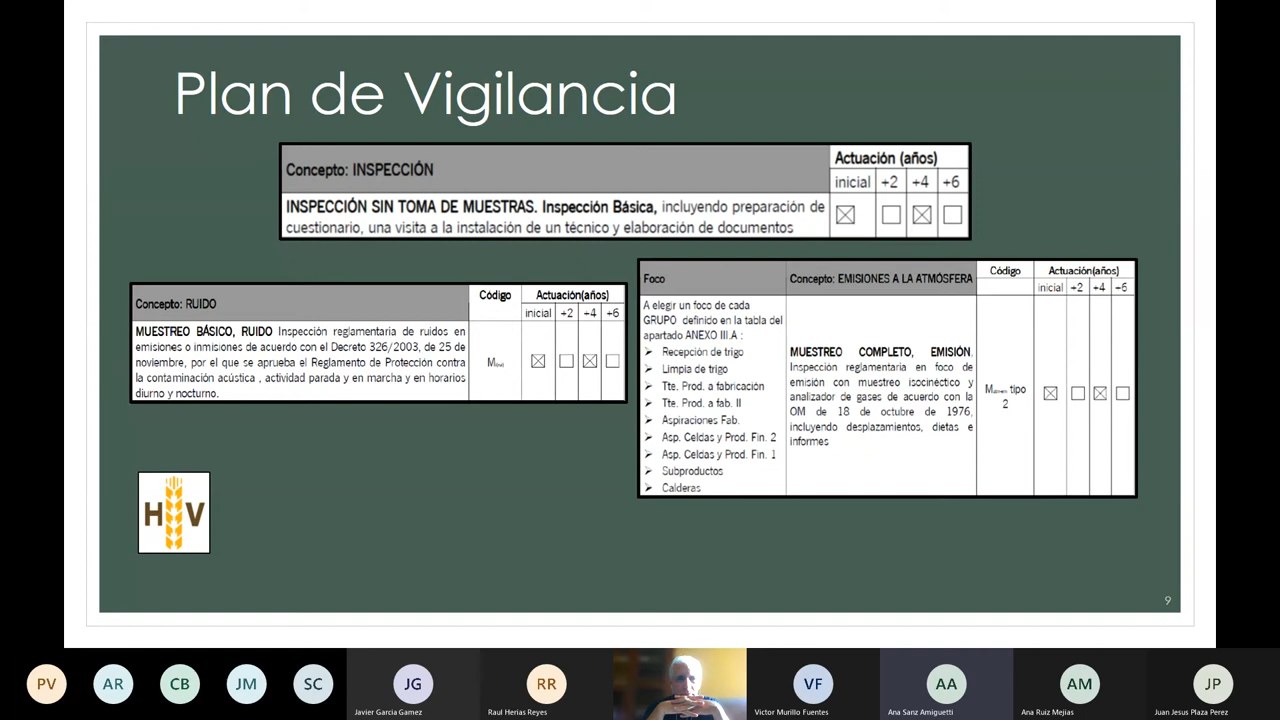 Plan de Vigilancia
Concepto: INSPECCIÓN
Actuación (años)
inicial +2 +4 +6
INSPECCIÓN SIN TOMA DE MUESTRAS. Inspección Básica, incluyendo preparación de
cuestionario, una visita a la instalación de un técnico y elaboración de documentos
Concepto: RUIDO
Código
Actuación(años)
inicial +2 +4 +6
MUESTREO BÁSICO, RUIDO Inspección reglamentaria de ruidos en
emisiones o inmisiones de acuerdo con el Decreto 326/2003, de 25 de
noviembre, por el que se aprueba el Reglamento de Protección contra
la contaminación acústica , actividad parada y en marcha y en horarios
diurno y nocturno.
M
Foco
Concepto: EMISIONES A LA ATMÓSFERA
Código
Actuación(años)
inicial +2 +4 +6
A elegir un foco de cada
GRUPO definido en la tabla del
apartado ANEXO III.A :
Recepción de trigo
Limpia de trigo
Tte. Prod. a fabricación
Tte. Prod. a fab. II
Aspiraciones Fab.
Asp. Celdas y Prod. Fin. 2
Asp. Celdas y Prod. Fin. 1
Subproductos
Calderas
MUESTREO COMPLETO, EMISIÓN.
Inspección reglamentaria en foco de
emisión con muestreo isocinético y
analizador de gases de acuerdo con la
OM de 18 de octubre de 1976,
incluyendo desplazamientos, dietas e
informes
M tipo
2
H V
9
PV AR CB JM SC JG RR VF AA AM JP
Javier Garcia Gamez
Raul Herias Reyes
Victor Murillo Fuentes
Ana Sanz Amiguetti
Ana Ruiz Mejias
Juan Jesus Plaza Perez